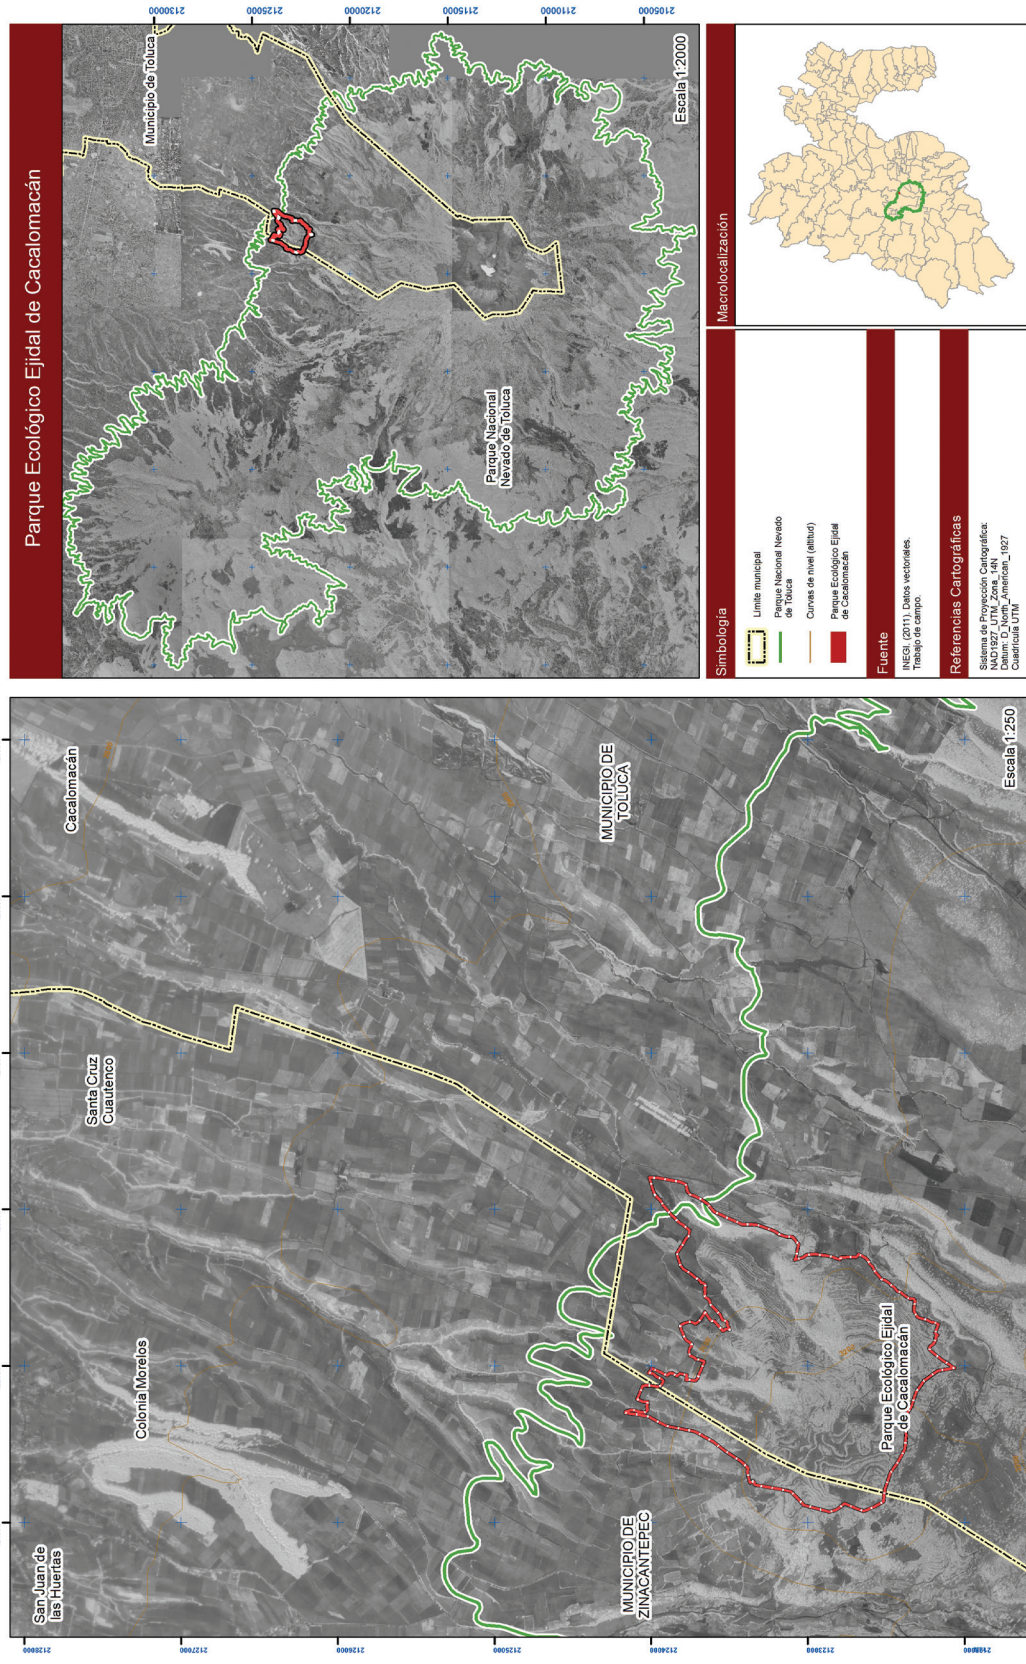 Parque Ecológico Ejidal de Cacalomacán
San Juan de
las Huertas
Colonia Morelos
Santa Cruz
Cuautenco
Cacalomacán
MUNICIPIO DE
ZINACANTEPEC
MUNICIPIO DE
TOLUCA
Parque Ecológico Ejidal
de Cacalomacán
Escala 1:250
2128000
2127000
2126000
2125000
2124000
2123000
Municipio de Toluca
Parque Nacional
Nevado de Toluca
Escala 1:2000
2130000
2125000
2120000
2115000
2110000
2105000
Simbología
Límite municipal
Parque Nacional Nevado
de Toluca
Curvas de nivel (altitud)
Parque Ecológico Ejidal
de Cacalomacán
Fuente
INEGI, (2011). Datos vectoriales.
Trabajo de campo.
Referencias Cartográficas
Sistema de Proyección Cartográfica:
NAD1927_UTM_Zona_14N
Datum: D_North_American_1927
Cuadrícula UTM
Macrolocalización